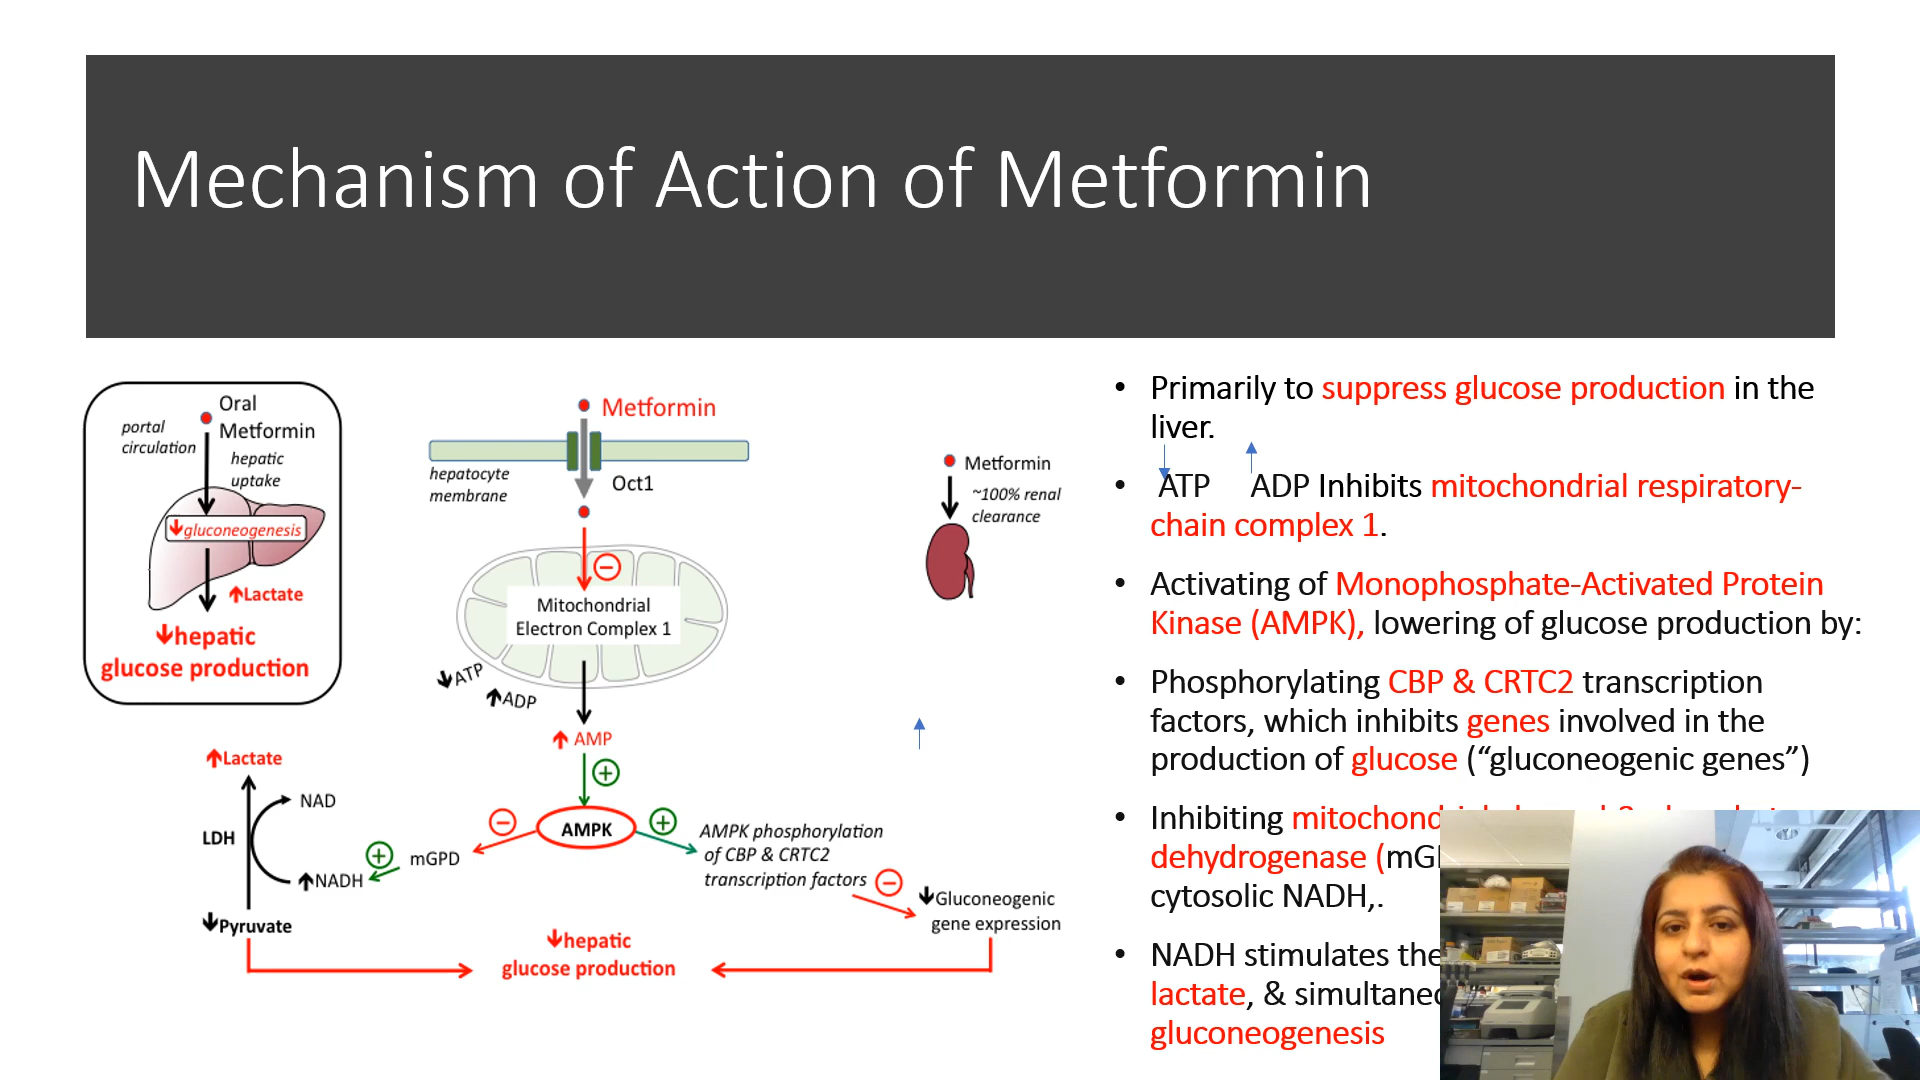 Mechanism of Action of Metformin
Oral
Metformin
portal
circulation
hepatic
uptake
gluconeogenesis
Lactate
hepatic
glucose production
Metformin
hepatocyte
membrane
Oct1
Mitochondrial
Electron Complex 1
ATP
ADP
AMP
AMPK
Metformin
~100% renal
clearance
Lactate
NAD
LDH
NADH
mGPD
Pyruvate
AMPK phosphorylation
of CBP & CRTC2
transcription factors
Gluconeogenic
gene expression
hepatic
glucose production
• Primarily to suppress glucose production in the
liver.
• ATP ADP Inhibits mitochondrial respiratory-
chain complex 1.
• Activating of Monophosphate-Activated Protein
Kinase (AMPK), lowering of glucose production by:
• Phosphorylating CBP & CRTC2 transcription
factors, which inhibits genes involved in the
production of glucose (“gluconeogenic genes”)
• Inhibiting
dehydrogenase (
cytosolic NADH,.
• NADH stimulates the
lactate, &
gluconeogenesis